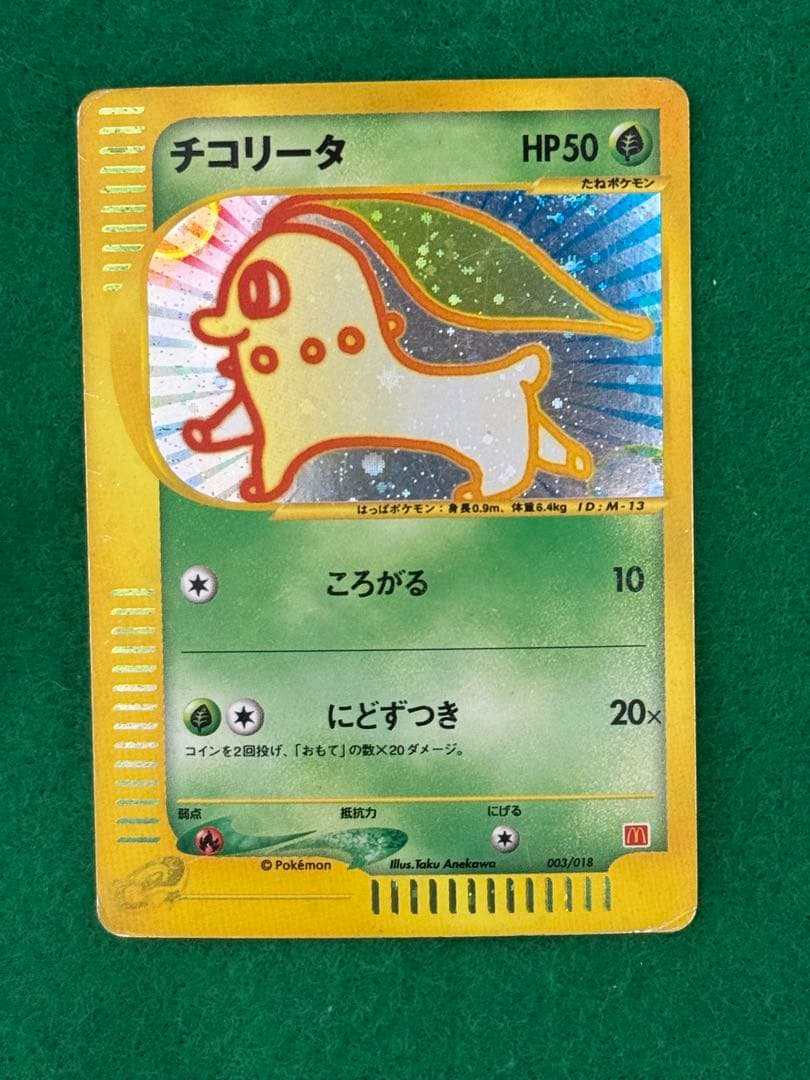 チコリータ HP50
たねポケモン
はっぱポケモン：身長0.9m、体重6.4kg ID:M-13
ころがる 10
にどずつき 20×
コインを2回投げ、「おもて」の数×20ダメージ。
弱点 抵抗力 にげる
© Pokémon Illus.Taku Anekawa 003/018